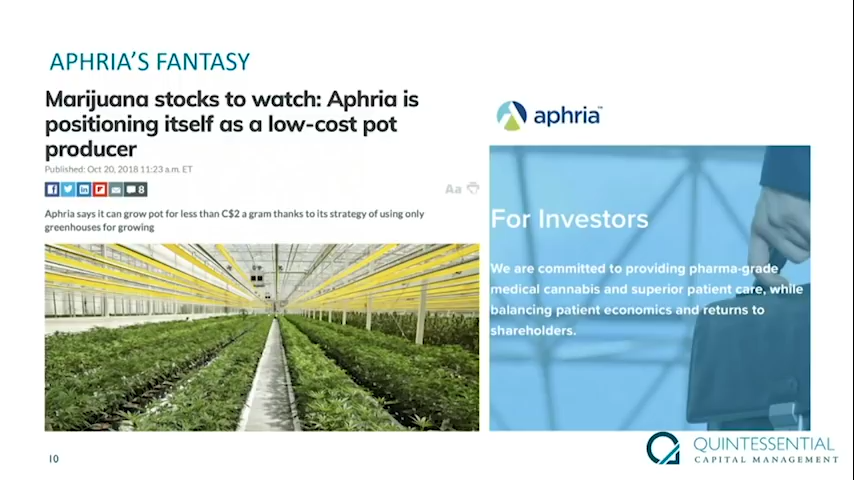 APHRIA'S FANTASY
Marijuana stocks to watch: Aphria is
positioning itself as a low-cost pot
producer
Published: Oct 20, 2018 11:23 a.m. ET
8
Aa
Aphria says it can grow pot for less than C$2 a gram thanks to its strategy of using only
greenhouses for growing
aphria™
For Investors
We are committed to providing pharma-grade
medical cannabis and superior patient care, while
balancing patient economics and returns to
shareholders.
10
QUINTESSENTIAL
CAPITAL MANAGEMENT